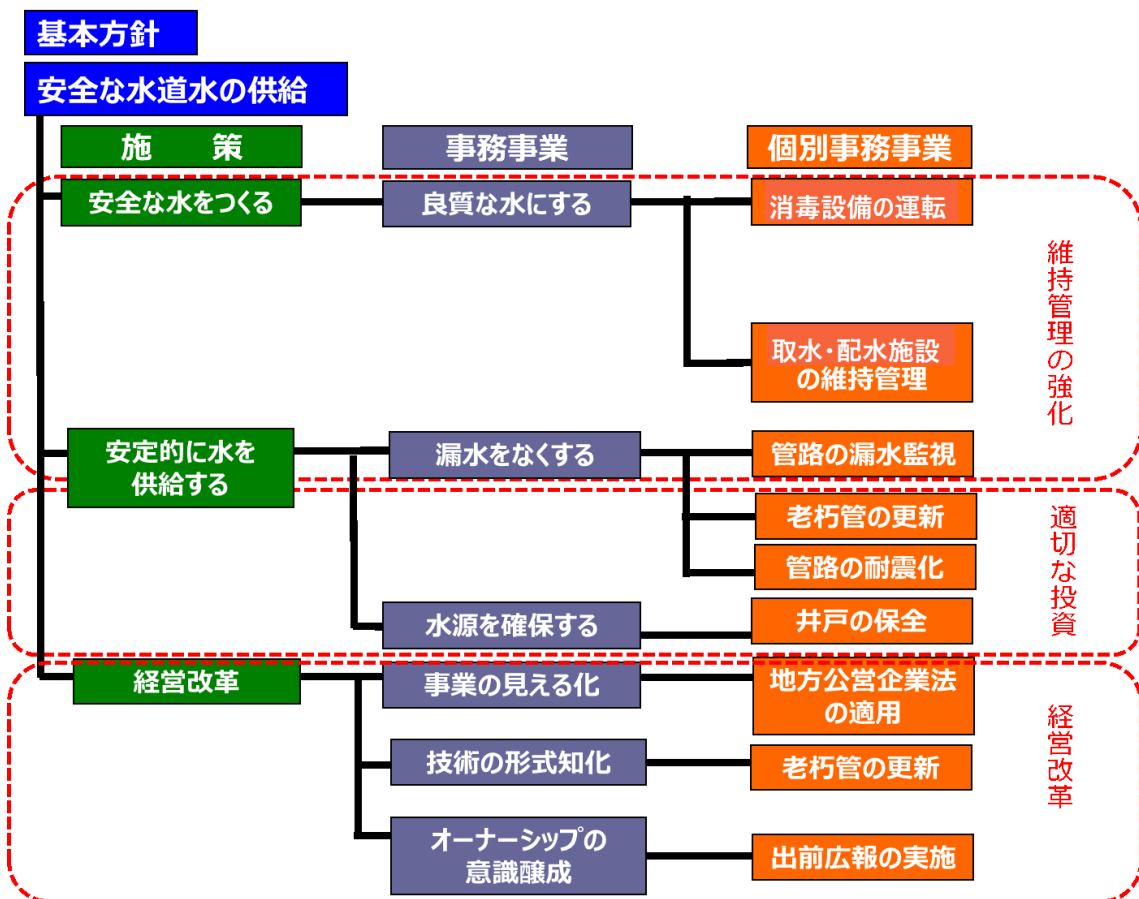 基本方針
安全な水道水の供給
施　　策
事務事業
個別事務事業
安全な水をつくる
良質な水にする
消毒設備の運転
取水・配水施設
の維持管理
維持管理の強化
安定的に水を
供給する
漏水をなくする
管路の漏水監視
老朽管の更新
管路の耐震化
水源を確保する
井戸の保全
適切な投資
経営改革
事業の見える化
地方公営企業法
の適用
技術の形式知化
老朽管の更新
オーナーシップの
意識醸成
出前広報の実施
経営改革